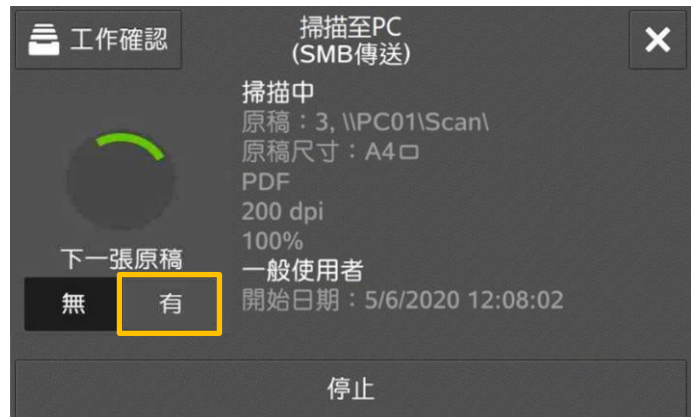 工作確認
掃描至PC
(SMB傳送)
掃描中
原稿：3, \\PC01\Scan\
原稿尺寸：A4
PDF
200 dpi
100%
下一張原稿
無
有
一般使用者
開始日期：5/6/2020 12:08:02
停止